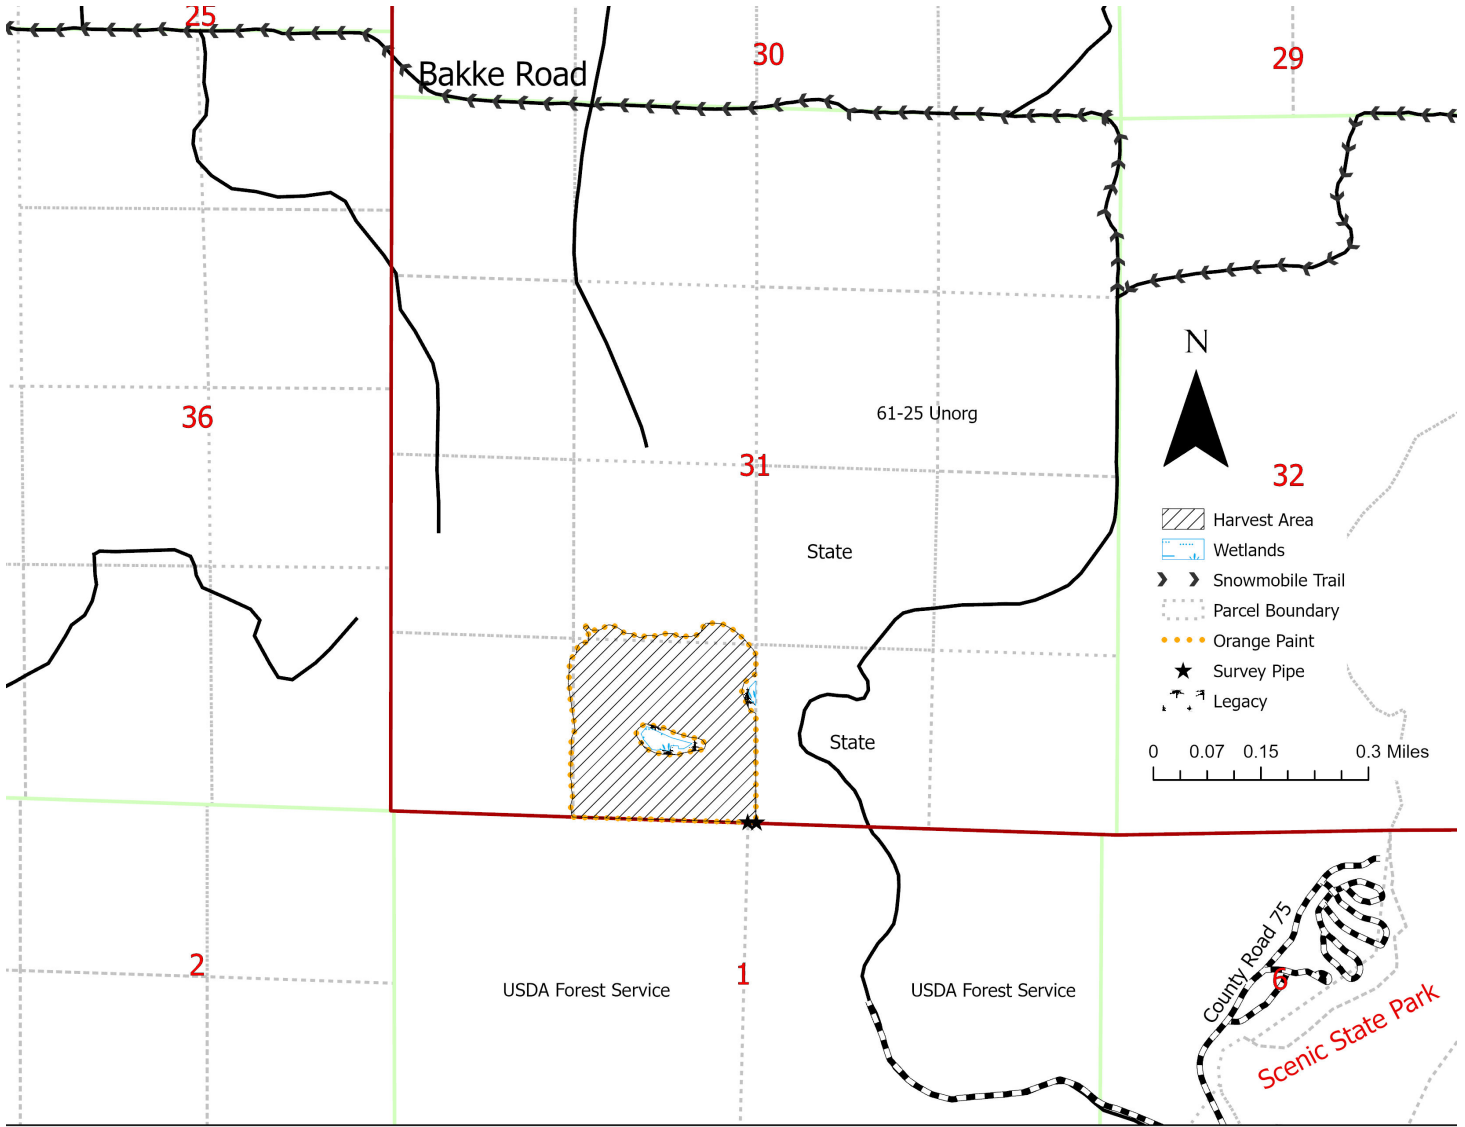 25
30
29
Bakke Road
N
36
61-25 Unorg
31
32
Harvest Area
State
Wetlands
Snowmobile Trail
Parcel Boundary
Orange Paint
Survey Pipe
Legacy
State
0 0.07 0.15 0.3 Miles
2
1
6
County Road 75
USDA Forest Service
USDA Forest Service
Scenic State Park